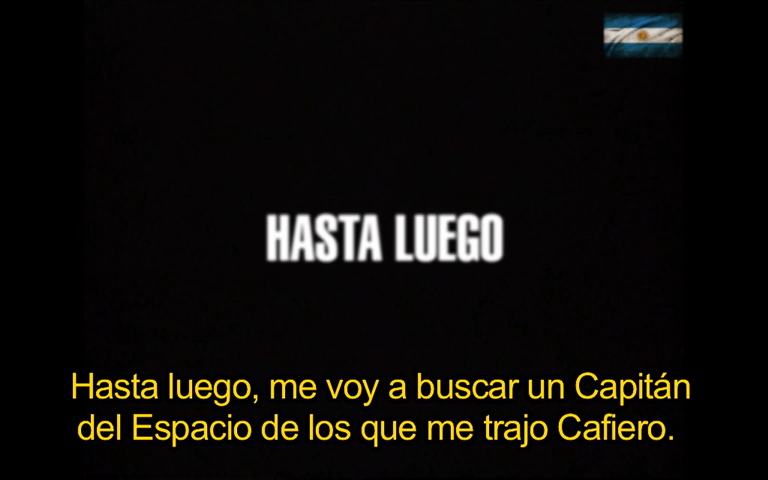 HASTA LUEGO
Hasta luego, me voy a buscar un Capitán
del Espacio de los que me trajo Cafiero.